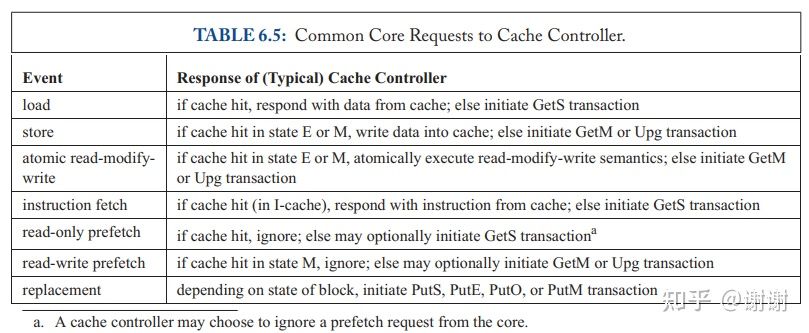 TABLE 6.5: Common Core Requests to Cache Controller.
Event Response of (Typical) Cache Controller
load if cache hit, respond with data from cache; else initiate GetS transaction
store if cache hit in state E or M, write data into cache; else initiate GetM or Upg transaction
atomic read-modify- if cache hit in state E or M, atomically execute read-modify-write semantics; else initiate GetM
write or Upg transaction
instruction fetch if cache hit (in I-cache), respond with instruction from cache; else initiate GetS transaction
read-only prefetch if cache hit, ignore; else may optionally initiate GetS transactionᵃ
read-write prefetch if cache hit in state M, ignore; else may optionally initiate GetM or Upg transaction
replacement depending on state of block, initiate PutS, PutE, PutO, or PutM transaction
a. A cache controller may choose to ignore a prefetch request from the core.
知乎 @谢谢